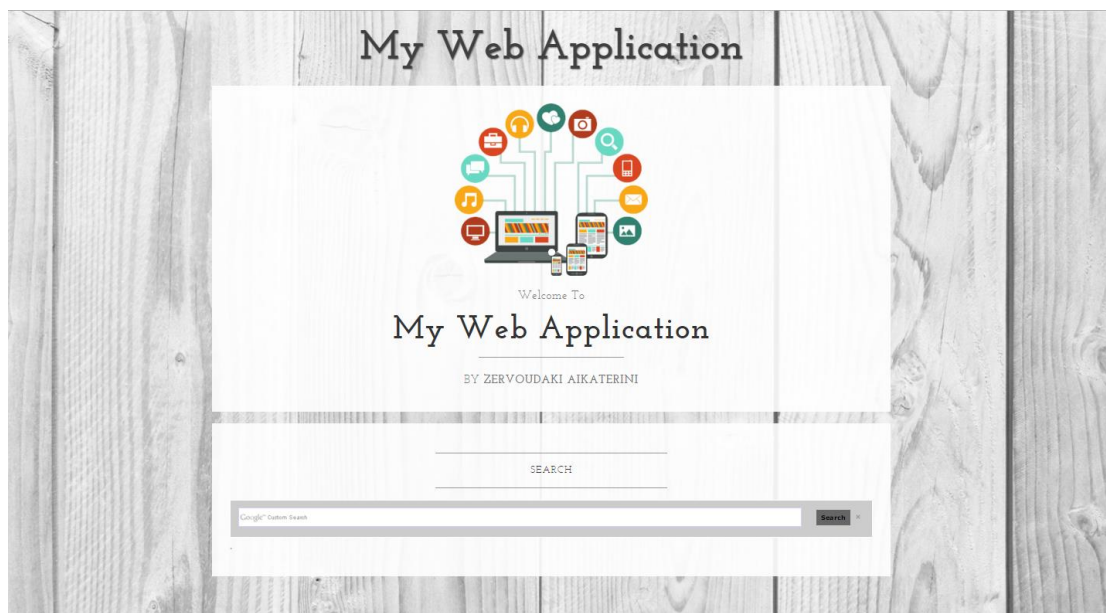 My Web Application
Welcome To
My Web Application
BY ZERVOUDAKI AIKATERINI
SEARCH
Google™ Custom Search Search ×